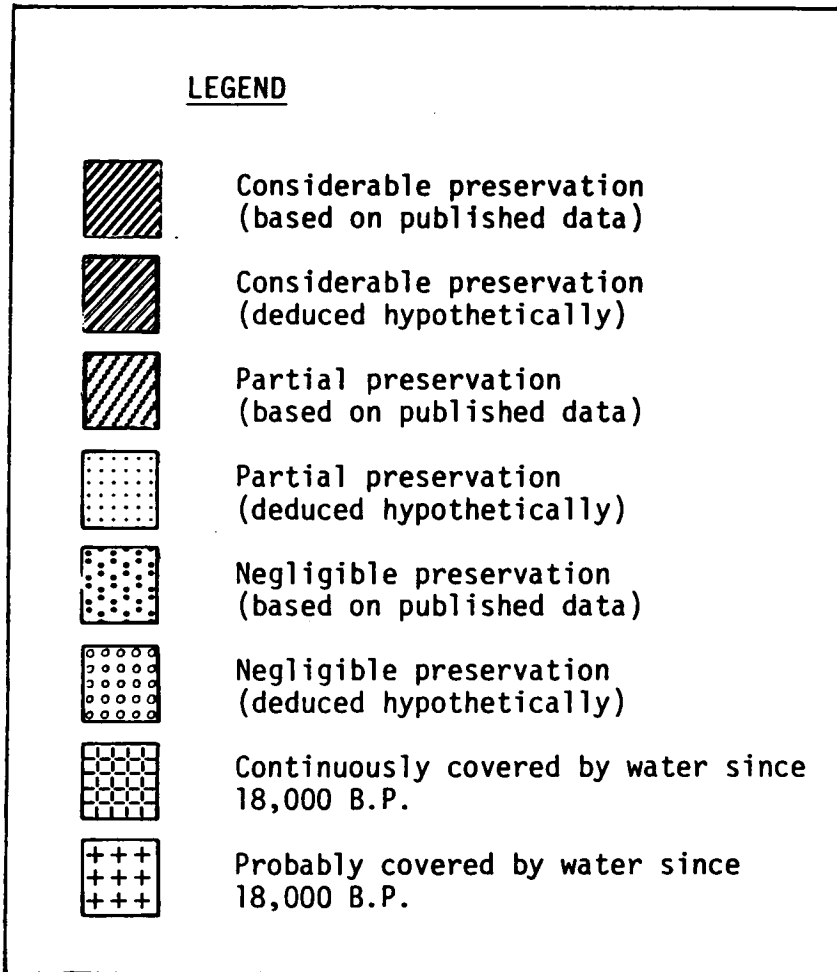 LEGEND
Considerable preservation
(based on published data)
Considerable preservation
(deduced hypothetically)
Partial preservation
(based on published data)
Partial preservation
(deduced hypothetically)
Negligible preservation
(based on published data)
Negligible preservation
(deduced hypothetically)
Continuously covered by water since
18,000 B.P.
Probably covered by water since
18,000 B.P.